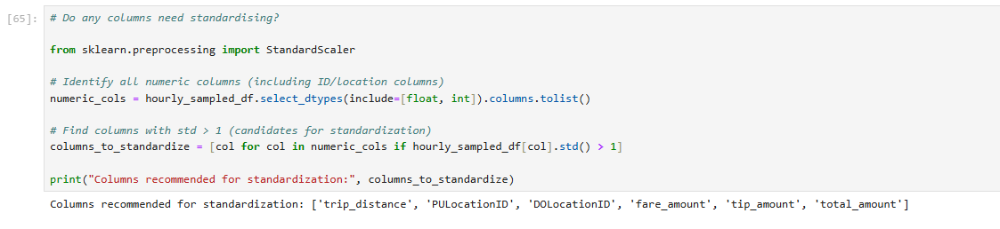 [65]: # Do any columns need standardising?
from sklearn.preprocessing import StandardScaler
# Identify all numeric columns (including ID/location columns)
numeric_cols = hourly_sampled_df.select_dtypes(include=[float, int]).columns.tolist()
# Find columns with std > 1 (candidates for standardization)
columns_to_standardize = [col for col in numeric_cols if hourly_sampled_df[col].std() > 1]
print("Columns recommended for standardization:", columns_to_standardize)
Columns recommended for standardization: ['trip_distance', 'PULocationID', 'DOLocationID', 'fare_amount', 'tip_amount', 'total_amount']